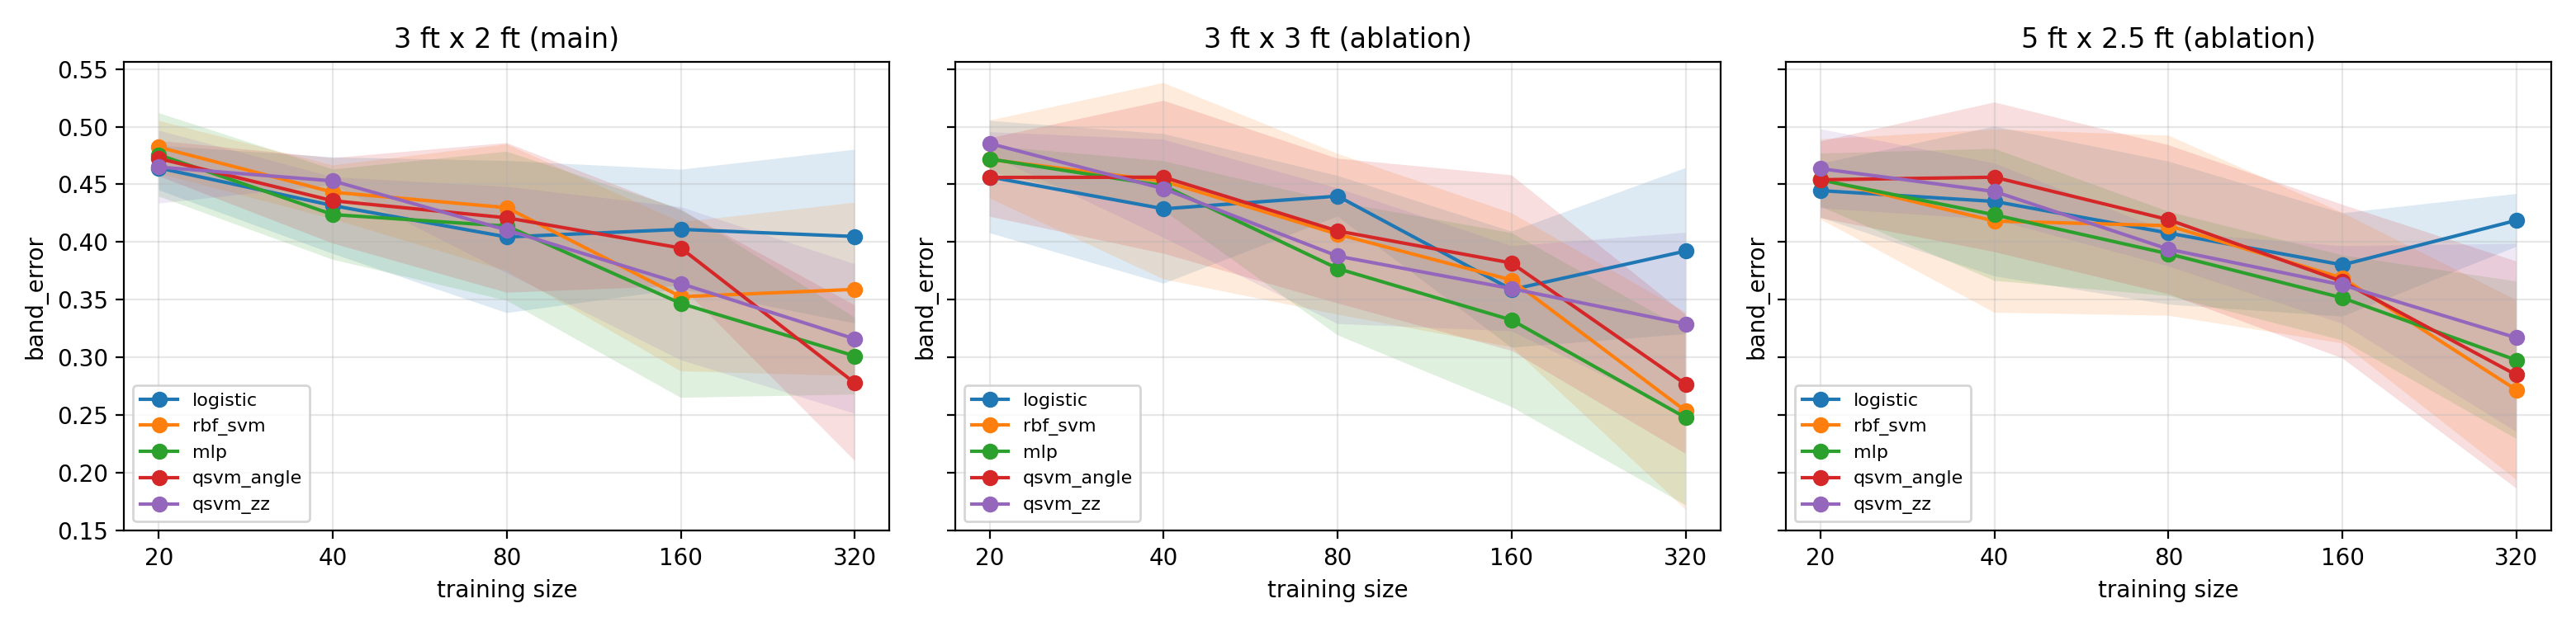 3 ft x 2 ft (main)
band_error
0.55
0.50
0.45
0.40
0.35
0.30
0.25
0.20
0.15
logistic
rbf_svm
mlp
qsvm_angle
qsvm_zz
20 40 80 160 320
training size
3 ft x 3 ft (ablation)
band_error
logistic
rbf_svm
mlp
qsvm_angle
qsvm_zz
20 40 80 160 320
training size
5 ft x 2.5 ft (ablation)
band_error
logistic
rbf_svm
mlp
qsvm_angle
qsvm_zz
20 40 80 160 320
training size